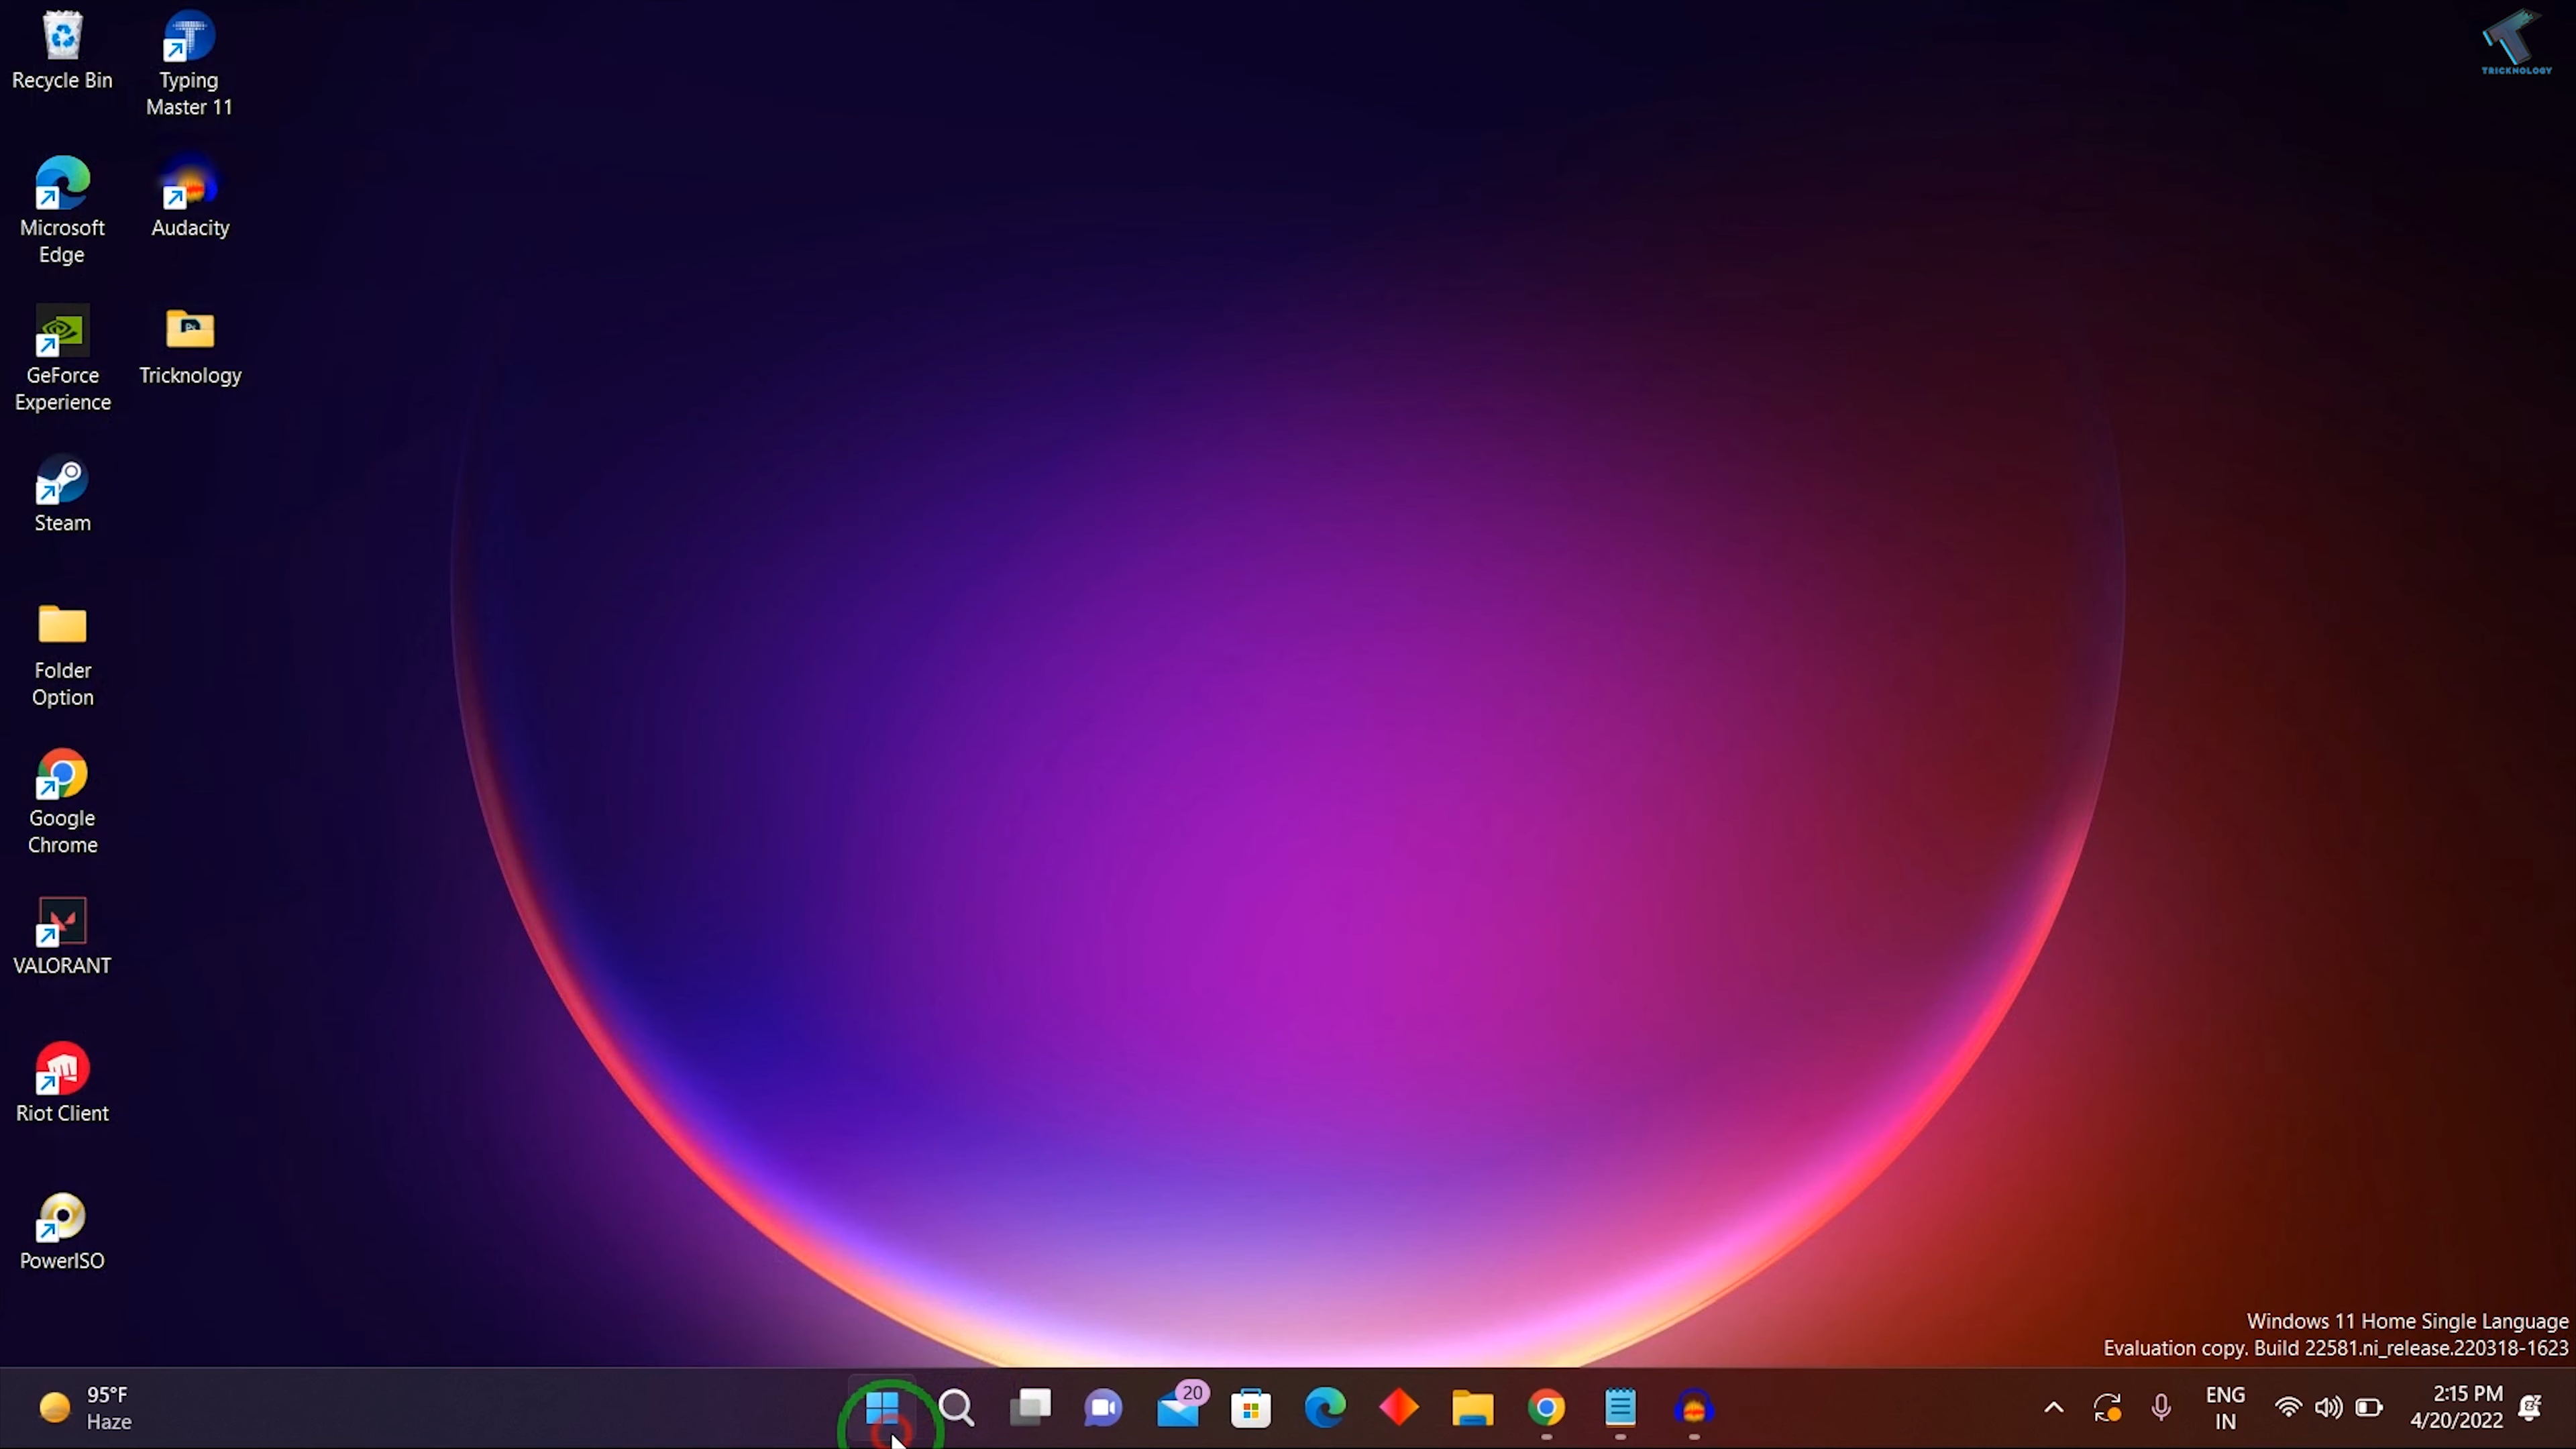 Recycle Bin
Typing
Master 11
TRICKNOLOGY
Microsoft
Edge
Audacity
GeForce
Experience
Tricknology
Steam
Folder
Option
Google
Chrome
VALORANT
Riot Client
PowerISO
Windows 11 Home Single Language
Evaluation copy. Build 22581.ni_release.220318-1623
95°F
Haze
20
ENG
IN
2:15 PM
4/20/2022